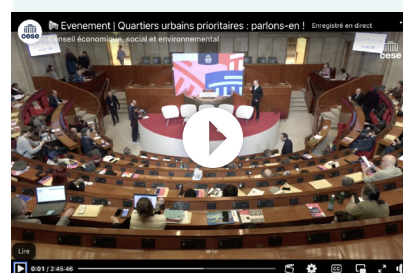 Evenement | Quartiers urbains prioritaires : parlons-en !
Enregistré en direct
Conseil économique, social et environnemental
cese
cese
Lire
0:01 / 2:45:46
CC